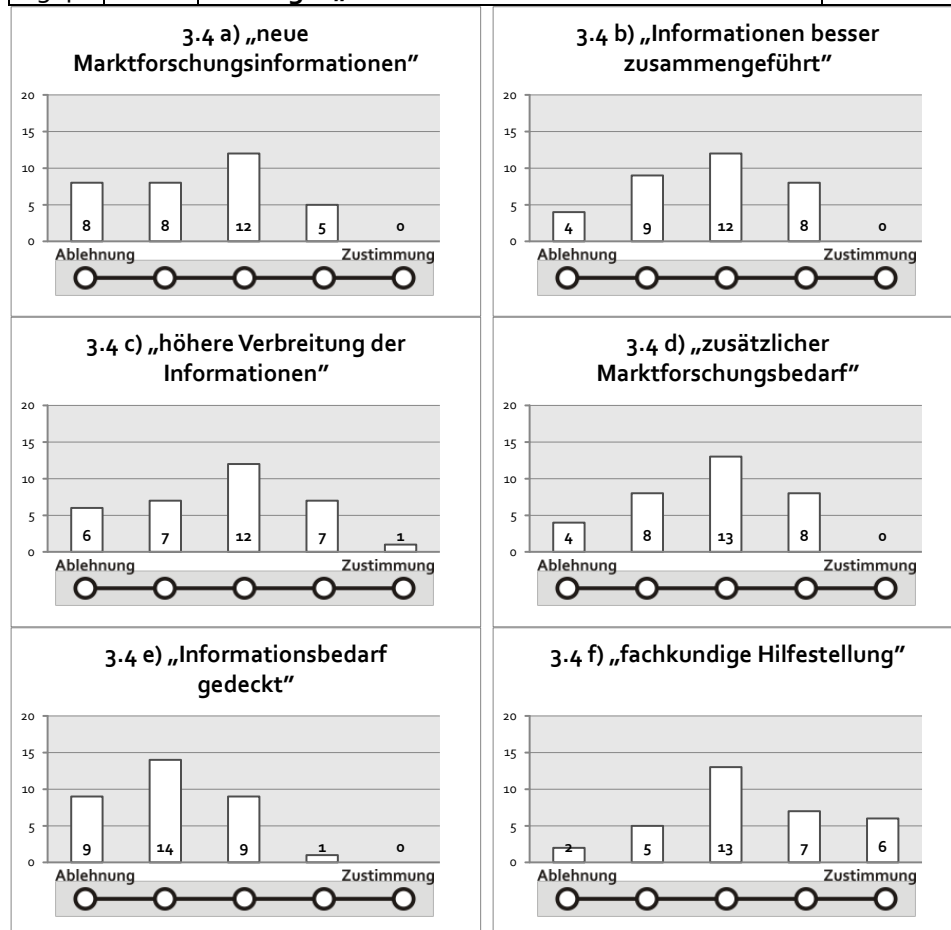 3.4 a) „neue
Marktforschungsinformationen"
20
15
10
5
0
8 8 12 5 0
Ablehnung Zustimmung
3.4 b) „Informationen besser
zusammengeführt"
20
15
10
5
0
4 9 12 8 0
Ablehnung Zustimmung
3.4 c) „höhere Verbreitung der
Informationen"
20
15
10
5
0
6 7 12 7 1
Ablehnung Zustimmung
3.4 d) „zusätzlicher
Marktforschungsbedarf"
20
15
10
5
0
4 8 13 8 0
Ablehnung Zustimmung
3.4 e) „Informationsbedarf
gedeckt"
20
15
10
5
0
9 14 9 1 0
Ablehnung Zustimmung
3.4 f) „fachkundige Hilfestellung"
20
15
10
5
0
2 5 13 7 6
Ablehnung Zustimmung